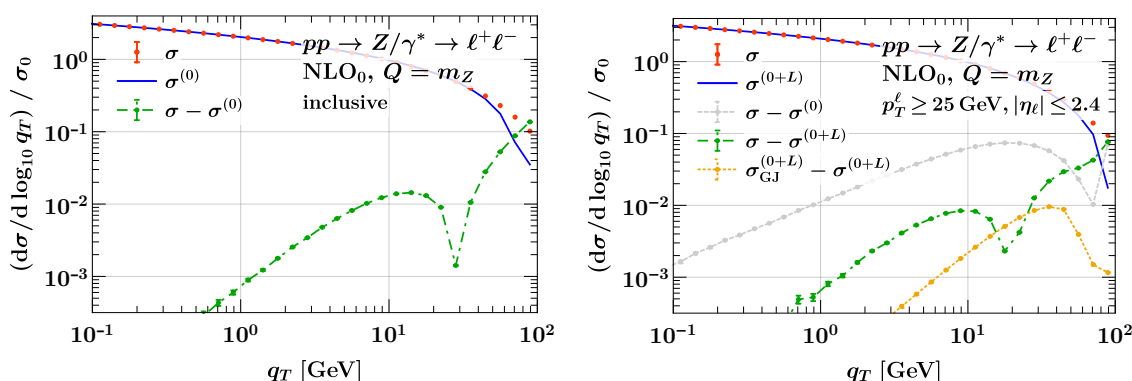 pp → Z/γ* → ℓ⁺ℓ⁻
NLO₀, Q = m_Z
inclusive
σ
σ⁽⁰⁾
σ − σ⁽⁰⁾
(dσ/d log₁₀ q_T) / σ₀
10⁰
10⁻¹
10⁻²
10⁻³
10⁻¹ 10⁰ 10¹ 10²
q_T [GeV]
pp → Z/γ* → ℓ⁺ℓ⁻
NLO₀, Q = m_Z
p_T^ℓ ≥ 25 GeV, |η_ℓ| ≤ 2.4
σ
σ⁽⁰⁺ᴸ⁾
σ − σ⁽⁰⁾
σ − σ⁽⁰⁺ᴸ⁾
σ_GJ⁽⁰⁺ᴸ⁾ − σ⁽⁰⁺ᴸ⁾
(dσ/d log₁₀ q_T) / σ₀
10⁰
10⁻¹
10⁻²
10⁻³
10⁻¹ 10⁰ 10¹ 10²
q_T [GeV]